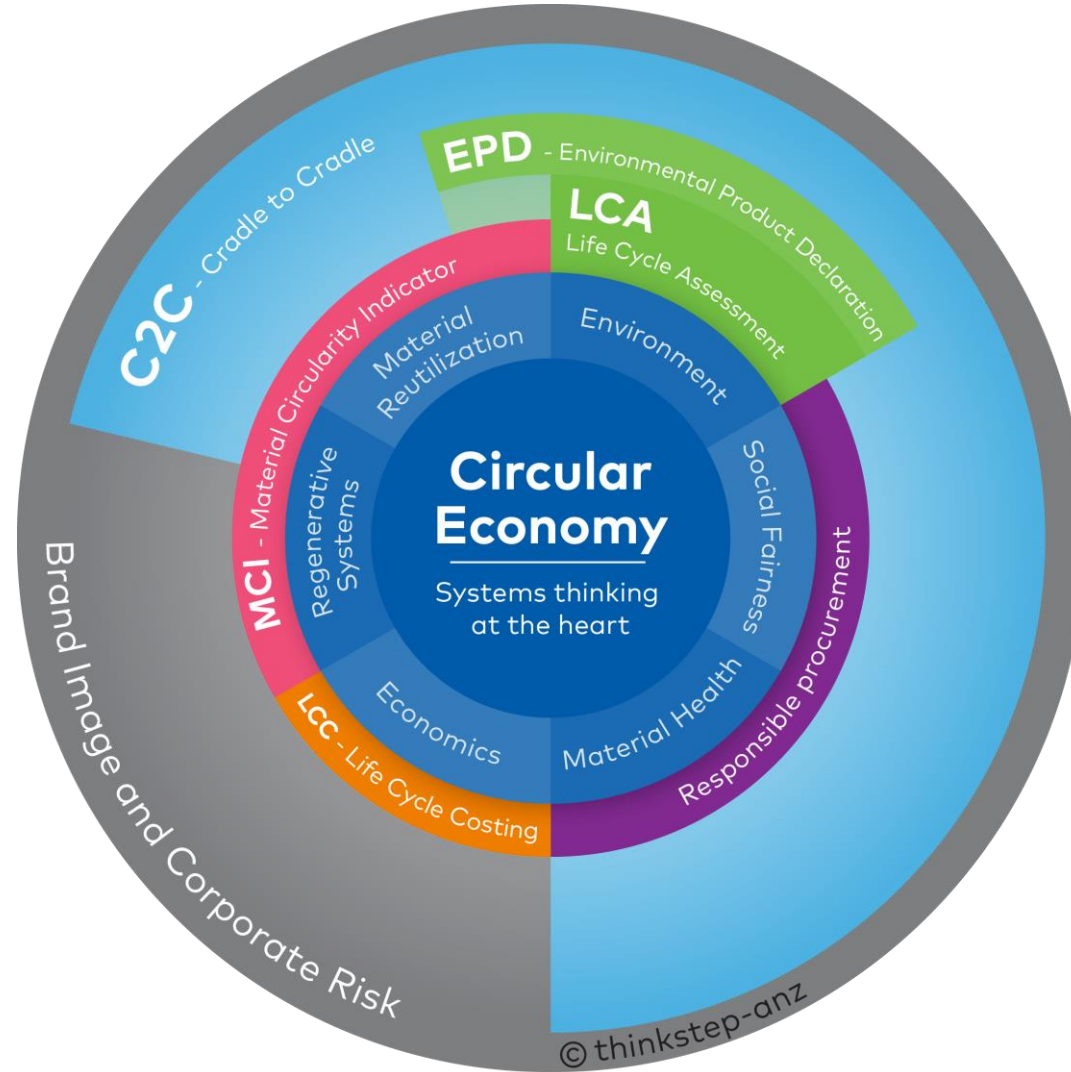 C2C - Cradle to Cradle
EPD - Environmental Product Declaration
LCA
Life Cycle Assessment
MCI - Material Circularity Indicator
Material
Reutilization
Environment
Regenerative
Systems
Circular
Economy
Systems thinking
at the heart
Social Fairness
Economics
Material Health
LCC - Life Cycle Costing
Responsible procurement
Brand Image and Corporate Risk
© thinkstep-anz